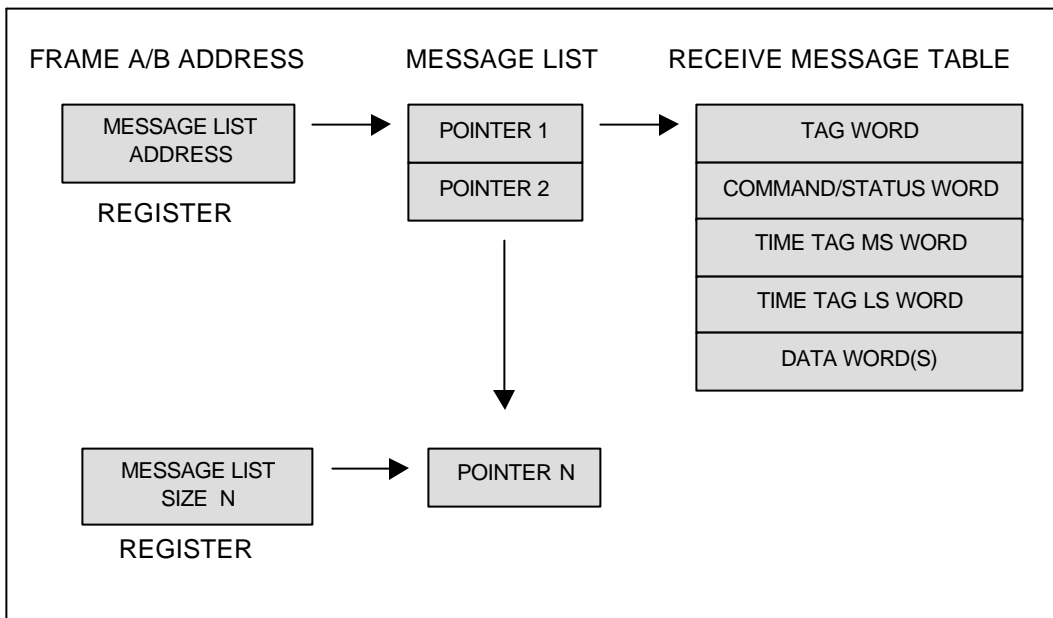 FRAME A/B ADDRESS
MESSAGE LIST
RECEIVE MESSAGE TABLE
MESSAGE LIST
ADDRESS
REGISTER
POINTER 1
POINTER 2
TAG WORD
COMMAND/STATUS WORD
TIME TAG MS WORD
TIME TAG LS WORD
DATA WORD(S)
MESSAGE LIST
SIZE N
REGISTER
POINTER N